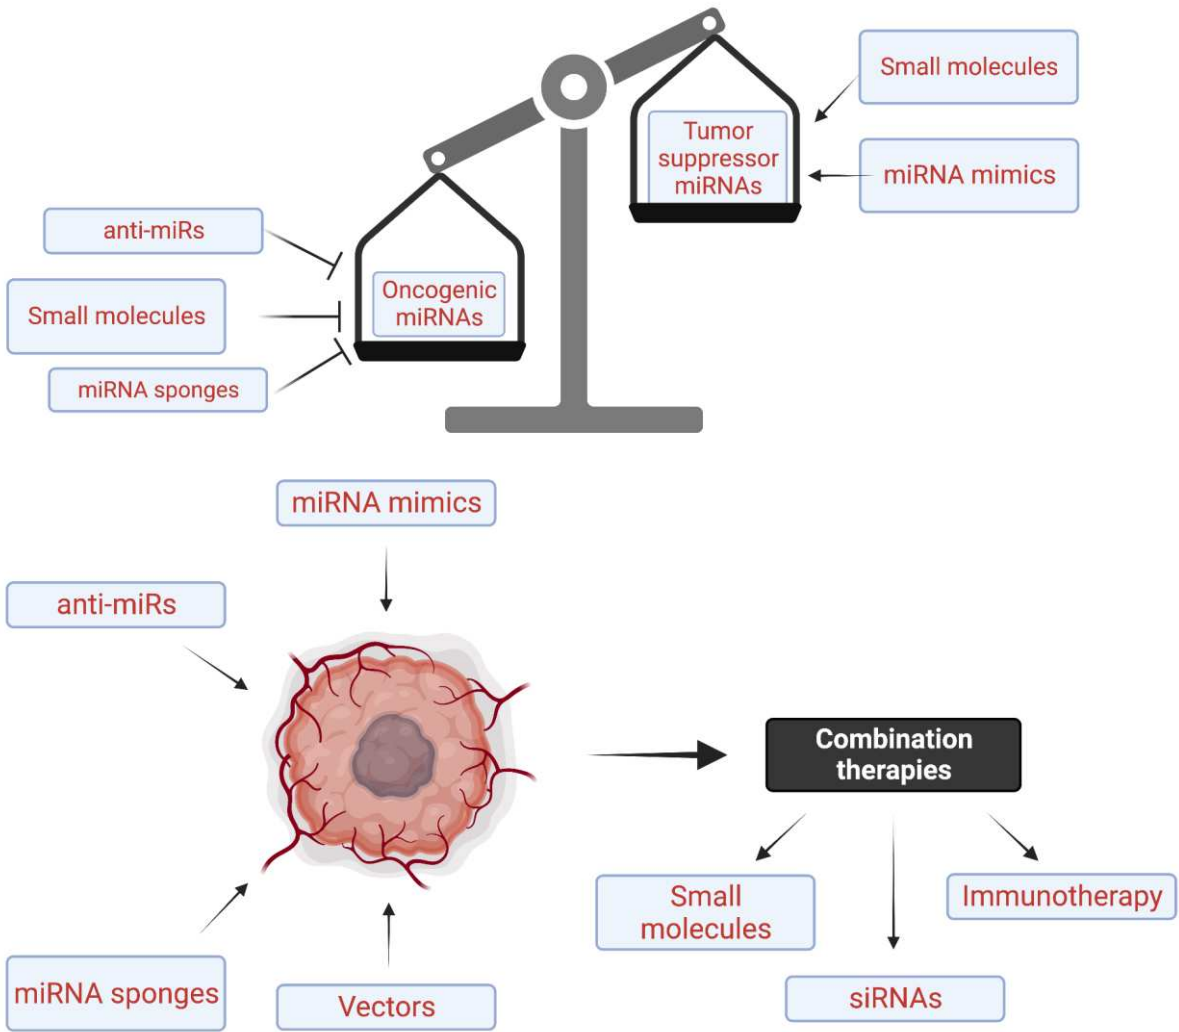 Small molecules
Tumor
suppressor
miRNAs
miRNA mimics
anti-miRs
Small molecules
Oncogenic
miRNAs
miRNA sponges
miRNA mimics
anti-miRs
Combination
therapies
Small
molecules
Immunotherapy
miRNA sponges
Vectors
siRNAs